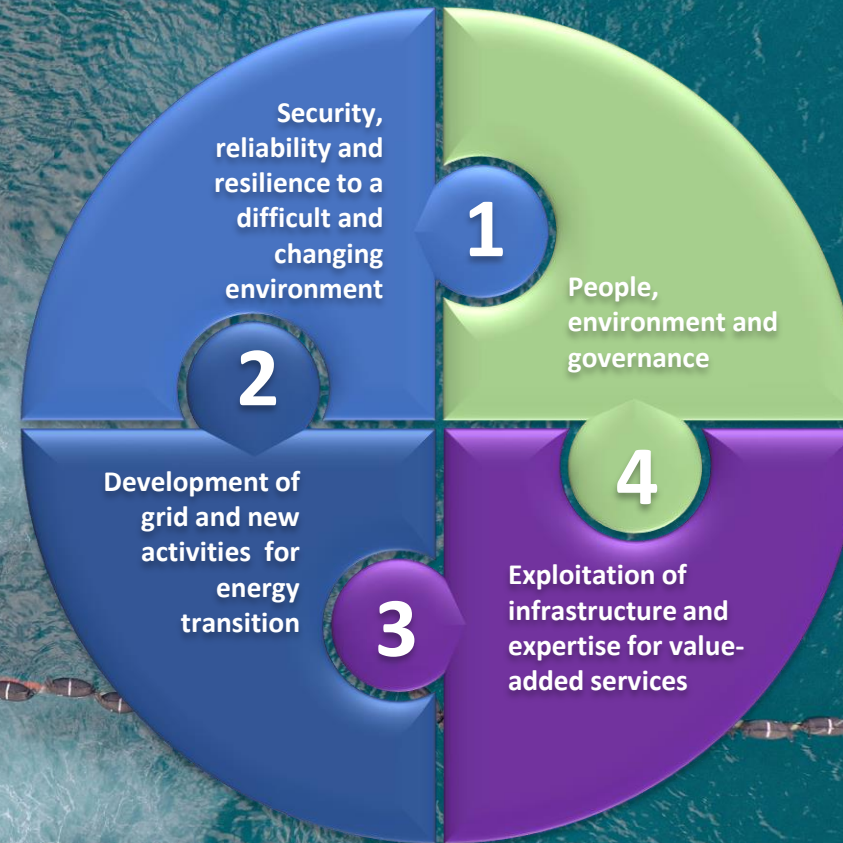 1
Security,
reliability and
resilience to a
difficult and
changing
environment
2
Development of
grid and new
activities for
energy
transition
3
Exploitation of
infrastructure and
expertise for value-
added services
4
People,
environment and
governance